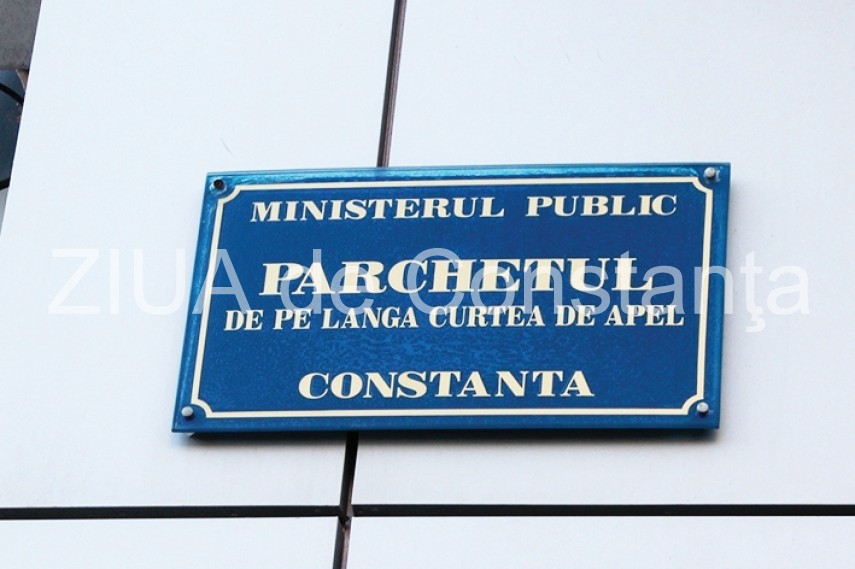 MINISTERUL PUBLIC
PARCHETUL
ZIUA de Constanţa
DE PE LANGA CURTEA DE APEL
CONSTANTA